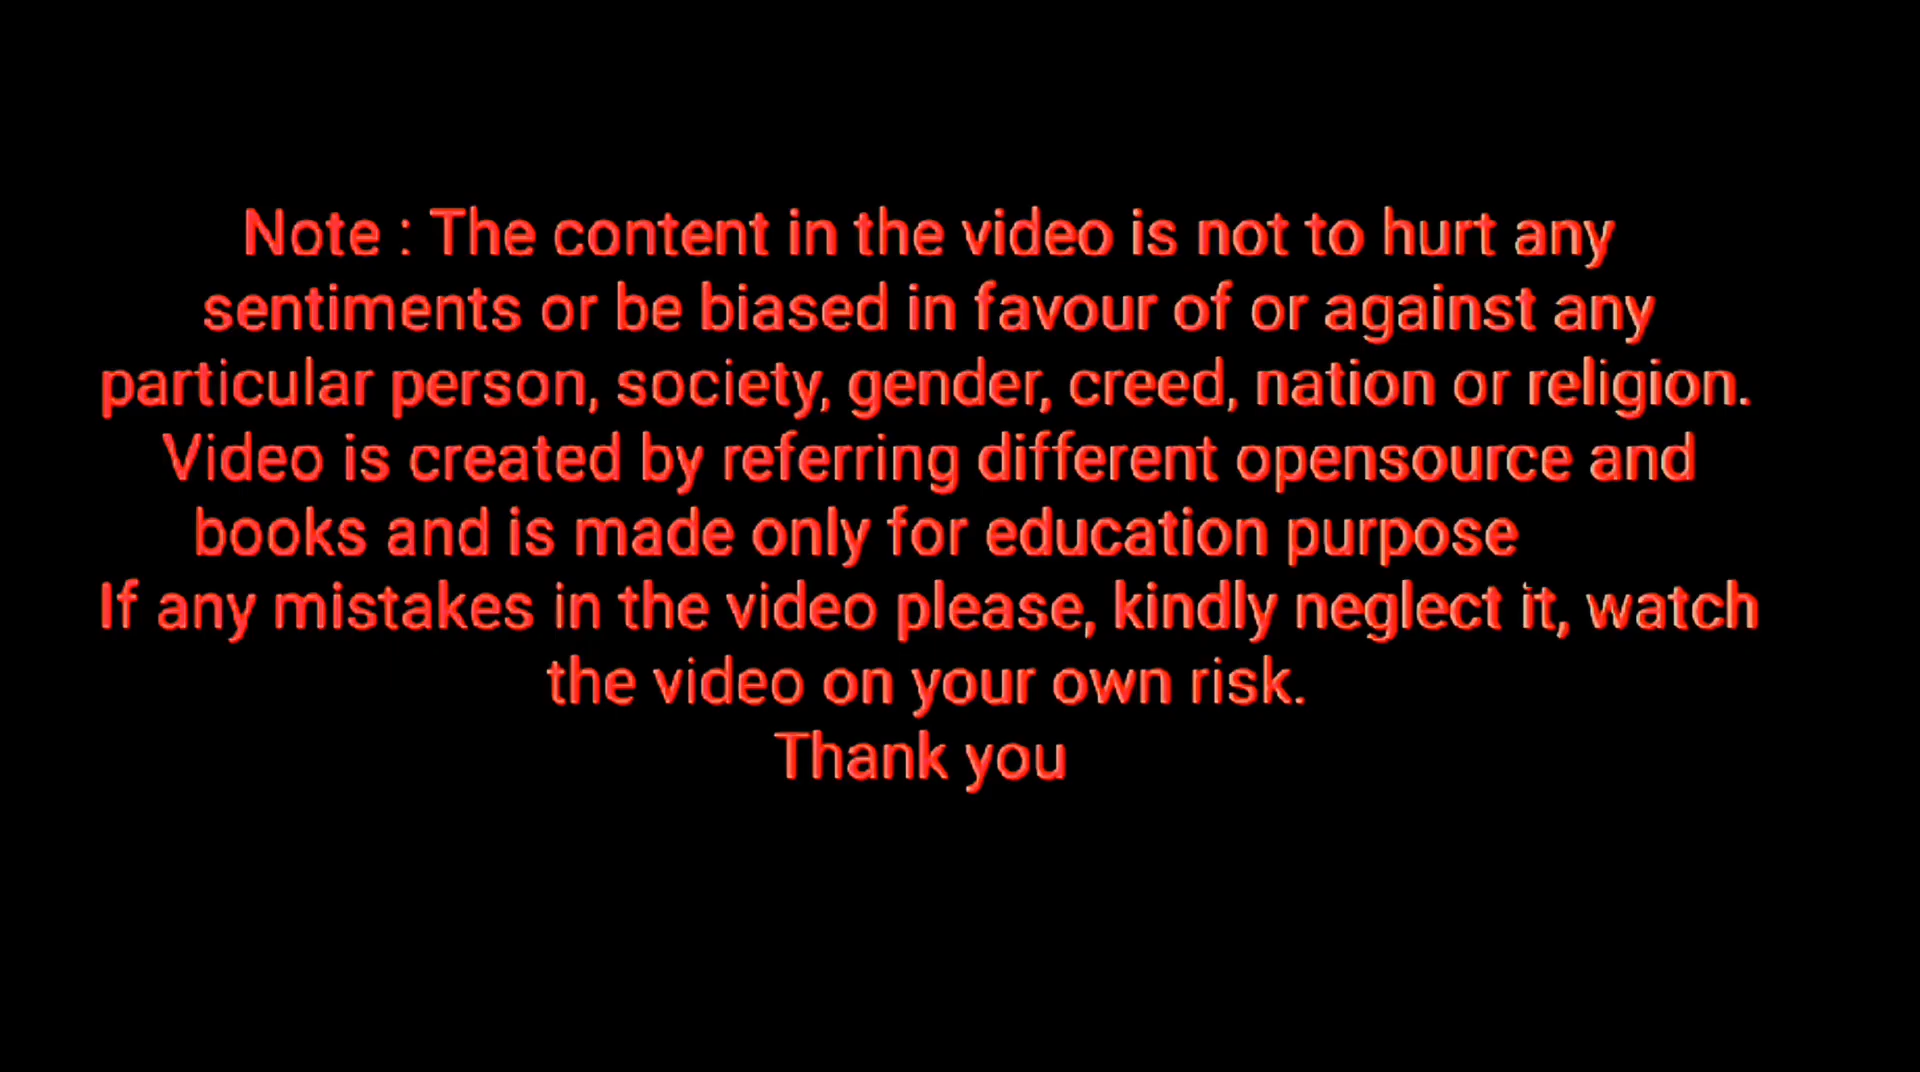 Note : The content in the video is not to hurt any
sentiments or be biased in favour of or against any
particular person, society, gender, creed, nation or religion.
Video is created by referring different opensource and
books and is made only for education purpose
If any mistakes in the video please, kindly neglect it, watch
the video on your own risk.
Thank you